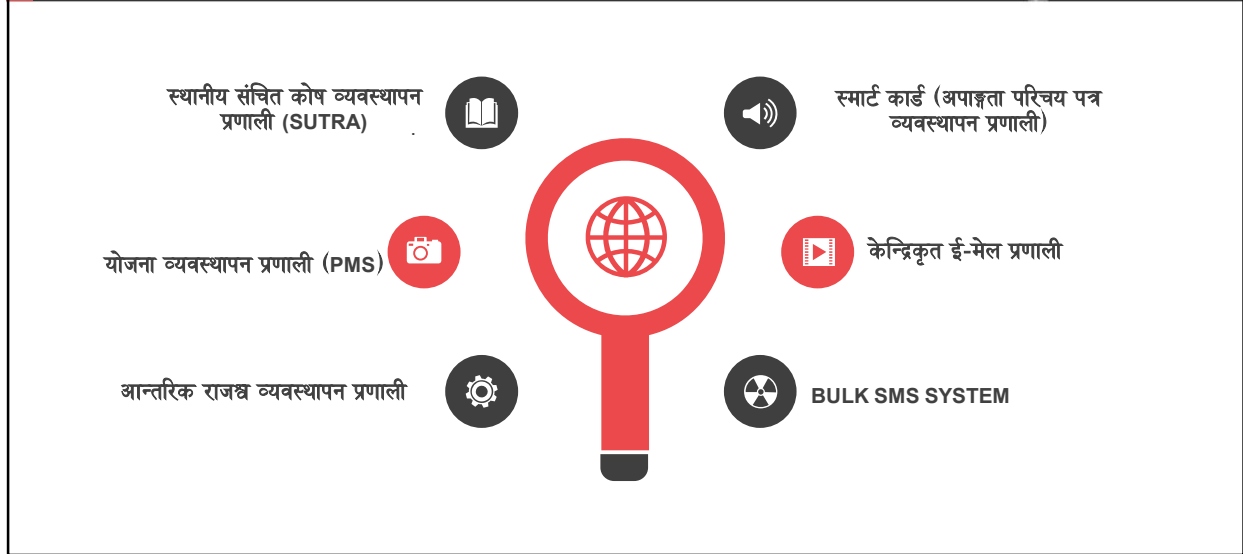 स्थानीय संचित कोष व्यवस्थापन
प्रणाली (SUTRA)
योजना व्यवस्थापन प्रणाली (PMS)
आन्तरिक राजश्व व्यवस्थापन प्रणाली
स्मार्ट कार्ड (अपाङ्गता परिचय पत्र
व्यवस्थापन प्रणाली)
केन्द्रिकृत ई-मेल प्रणाली
BULK SMS SYSTEM